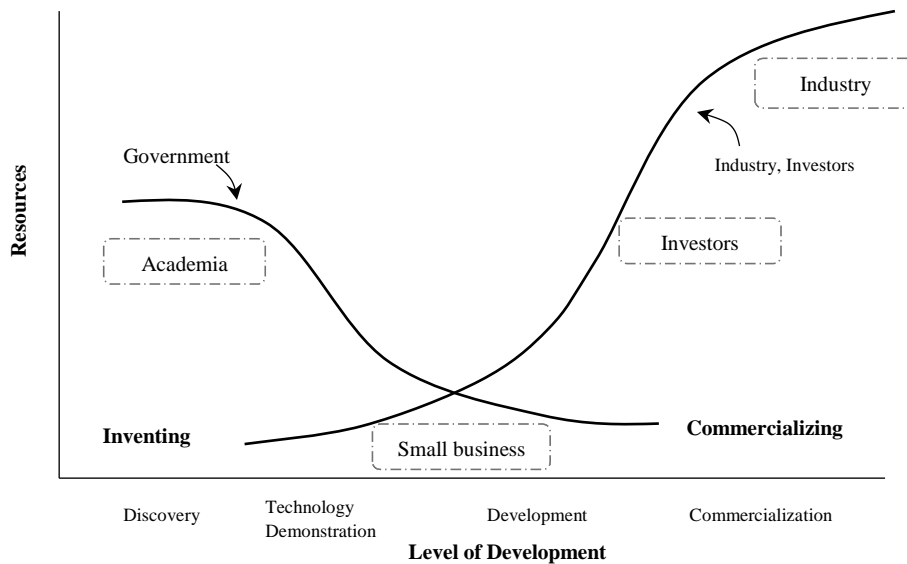 Industry
Government
Industry, Investors
Resources
Investors
Academia
Inventing
Commercializing
Small business
Discovery
Technology
Demonstration
Development
Commercialization
Level of Development